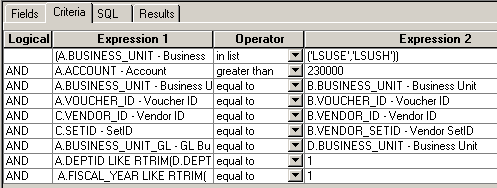 Fields Criteria SQL Results
Logical Expression 1 Operator Expression 2
(A.BUSINESS_UNIT - Business in list ('LSUSE','LSUSH'))
AND A.ACCOUNT - Account greater than 230000
AND A.BUSINESS_UNIT - Business U equal to B.BUSINESS_UNIT - Business Unit
AND A.VOUCHER_ID - Voucher ID equal to B.VOUCHER_ID - Voucher ID
AND C.VENDOR_ID - Vendor ID equal to B.VENDOR_ID - Vendor ID
AND C.SETID - SetID equal to B.VENDOR_SETID - Vendor SetID
AND A.BUSINESS_UNIT_GL - GL Bu equal to D.BUSINESS_UNIT - Business Unit
AND A.DEPTID LIKE RTRIM(D.DEPT equal to 1
AND A.FISCAL_YEAR LIKE RTRIM( equal to 1